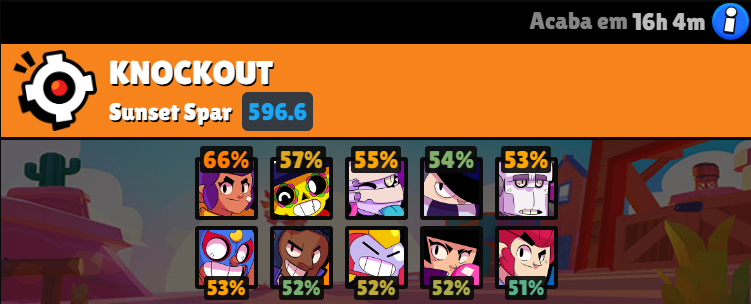 Acaba em 16h 4m
KNOCKOUT
Sunset Spar 596.6
66% 57% 55% 54% 53%
53% 52% 52% 52% 51%